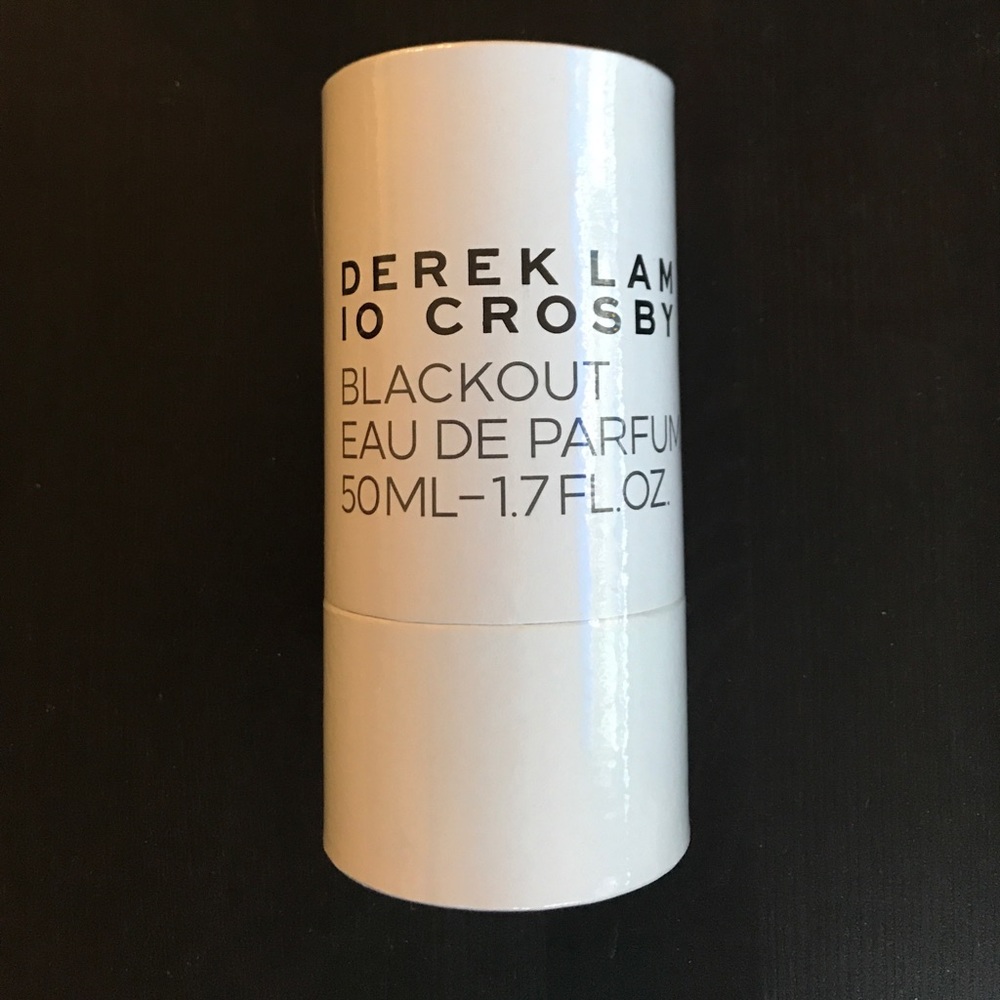 DEREK LAM
10 CROSBY
BLACKOUT
EAU DE PARFUM
50ML-1.7 FL.OZ.